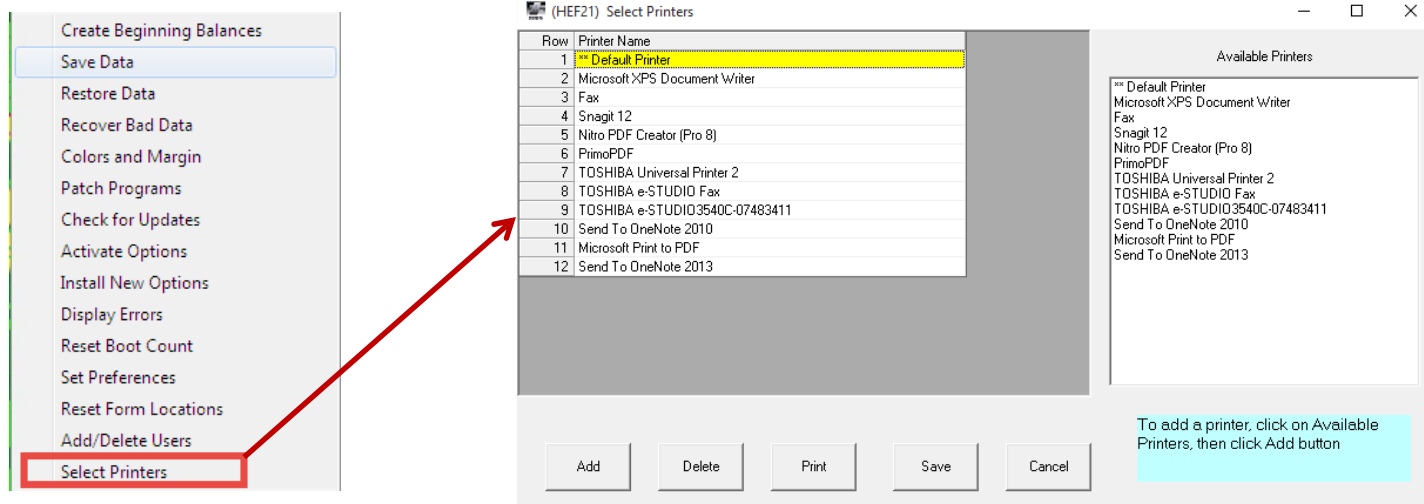 Create Beginning Balances
Save Data
Restore Data
Recover Bad Data
Colors and Margin
Patch Programs
Check for Updates
Activate Options
Install New Options
Display Errors
Reset Boot Count
Set Preferences
Reset Form Locations
Add/Delete Users
Select Printers
(HEF21) Select Printers
Row Printer Name
1 ** Default Printer
2 Microsoft XPS Document Writer
3 Fax
4 Snagit 12
5 Nitro PDF Creator (Pro 8)
6 PrimoPDF
7 TOSHIBA Universal Printer 2
8 TOSHIBA e-STUDIO Fax
9 TOSHIBA e-STUDIO3540C-07483411
10 Send To OneNote 2010
11 Microsoft Print to PDF
12 Send To OneNote 2013
Available Printers
** Default Printer
Microsoft XPS Document Writer
Fax
Snagit 12
Nitro PDF Creator (Pro 8)
PrimoPDF
TOSHIBA Universal Printer 2
TOSHIBA e-STUDIO Fax
TOSHIBA e-STUDIO3540C-07483411
Send To OneNote 2010
Microsoft Print to PDF
Send To OneNote 2013
To add a printer, click on Available
Printers, then click Add button
Add Delete Print Save Cancel